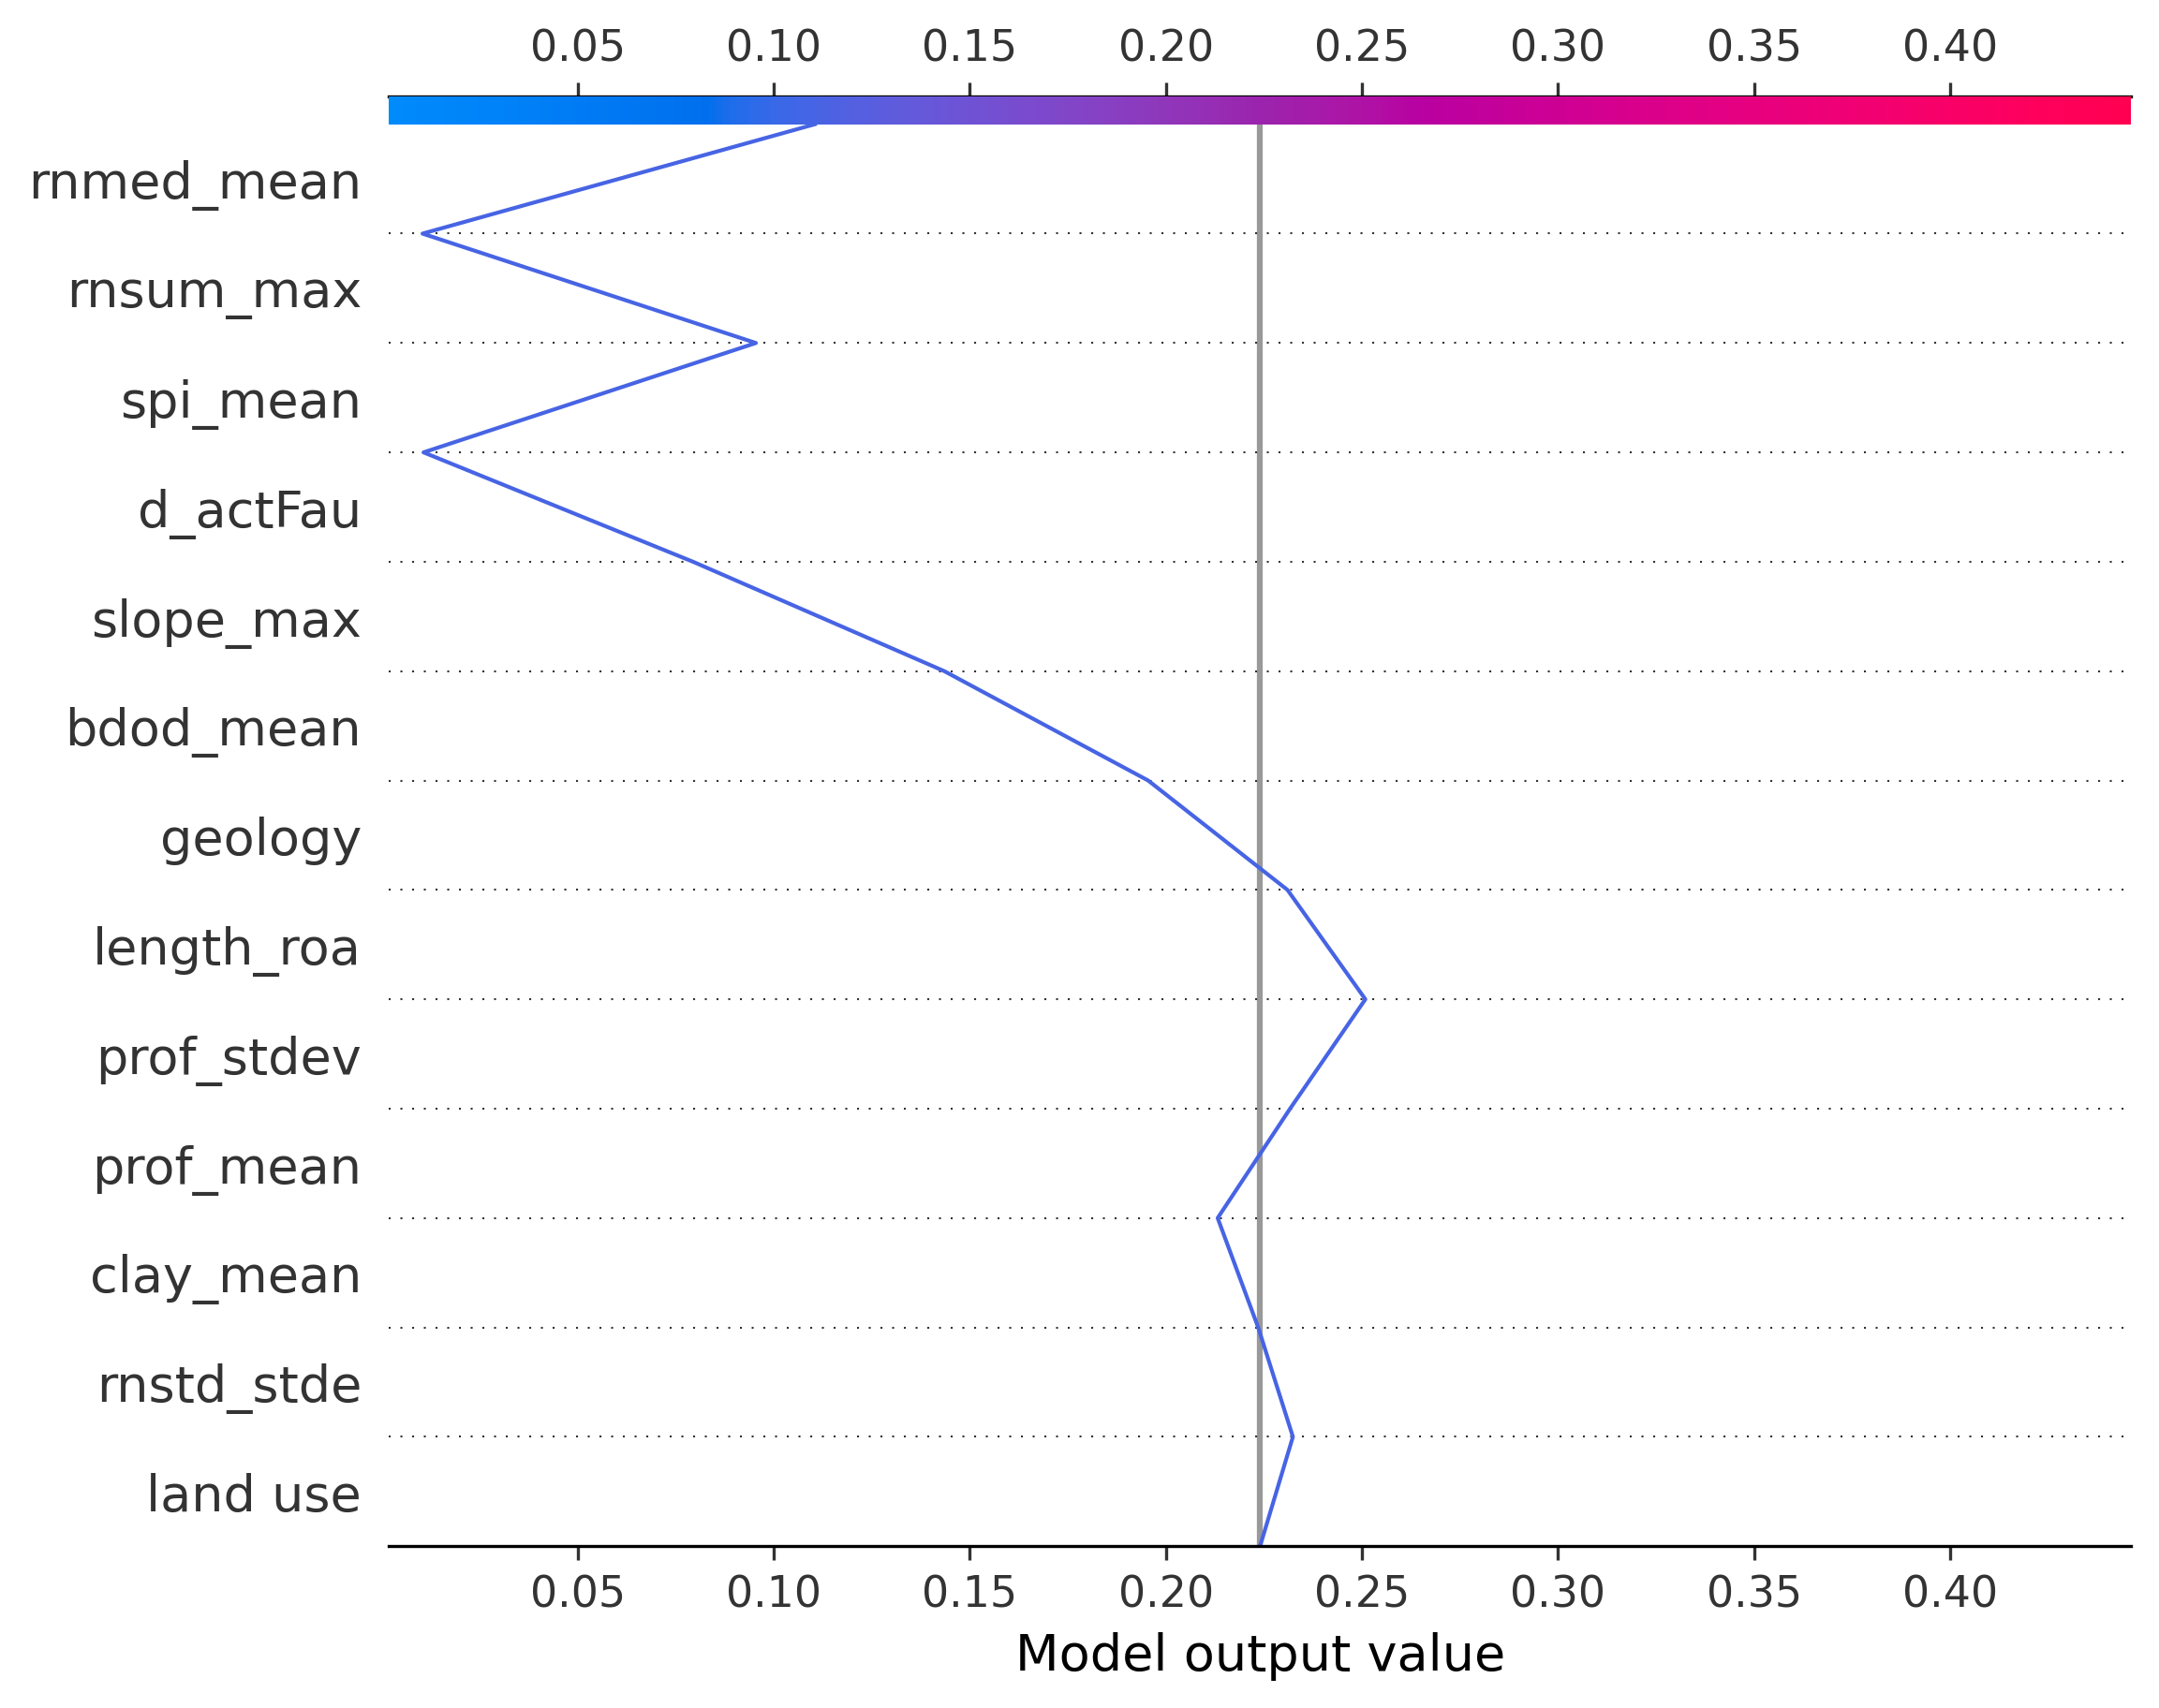 0.05 0.10 0.15 0.20 0.25 0.30 0.35 0.40
rnmed_mean
rnsum_max
spi_mean
d_actFau
slope_max
bdod_mean
geology
length_roa
prof_stdev
prof_mean
clay_mean
rnstd_stde
land use
0.05 0.10 0.15 0.20 0.25 0.30 0.35 0.40
Model output value